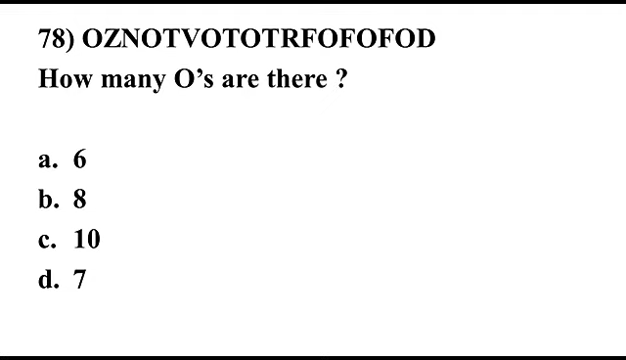 78) OZNOTVOTOTRFOFOFOD
How many O’s are there ?
a. 6
b. 8
c. 10
d. 7